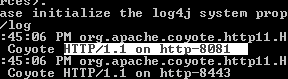 ase initialize the log4j system prop
/log
:45:06 PM org.apache.coyote.http11.H
Coyote HTTP/1.1 on http-8081
:45:06 PM org.apache.coyote.http11.H
Coyote HTTP/1.1 on http-8443